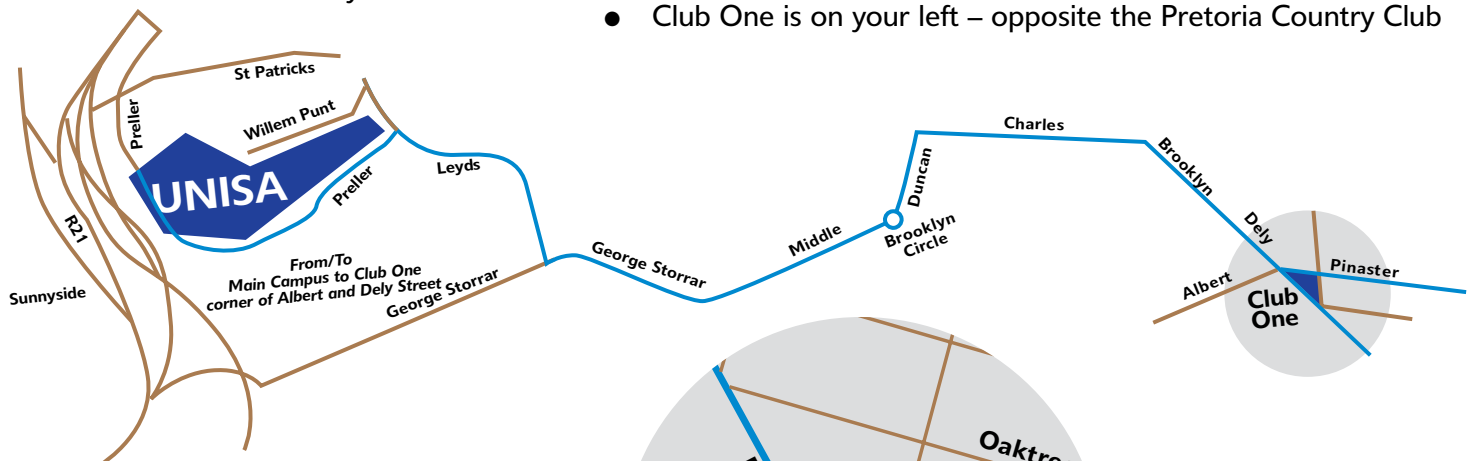 ● Club One is on your left – opposite the Pretoria Country Club
St Patricks
Preller
Willem Punt
UNISA
Preller
Leyds
R21
Sunnyside
From/To
Main Campus to Club One
corner of Albert and Dely Street
George Storrar
George Storrar
Middle
Brooklyn
Circle
Duncan
Charles
Brooklyn
Dely
Albert
Pinaster
Club
One